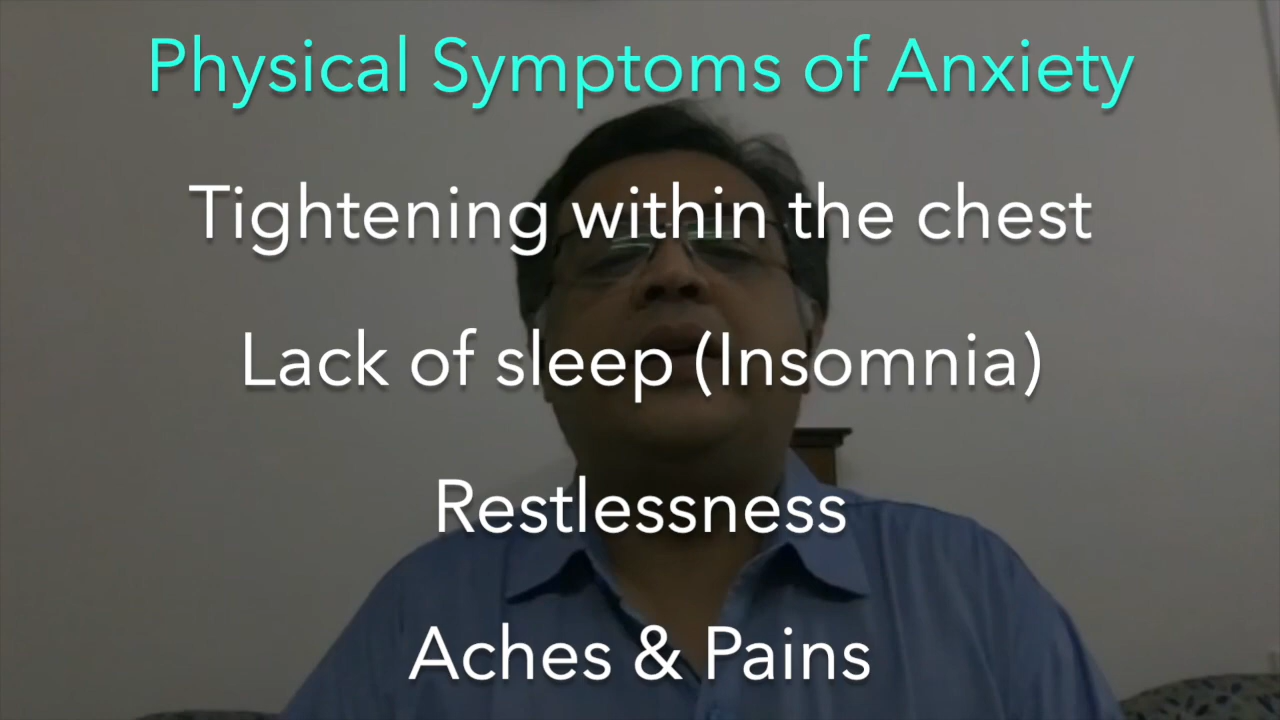 Physical Symptoms of Anxiety
Tightening within the chest
Lack of sleep (Insomnia)
Restlessness
Aches & Pains